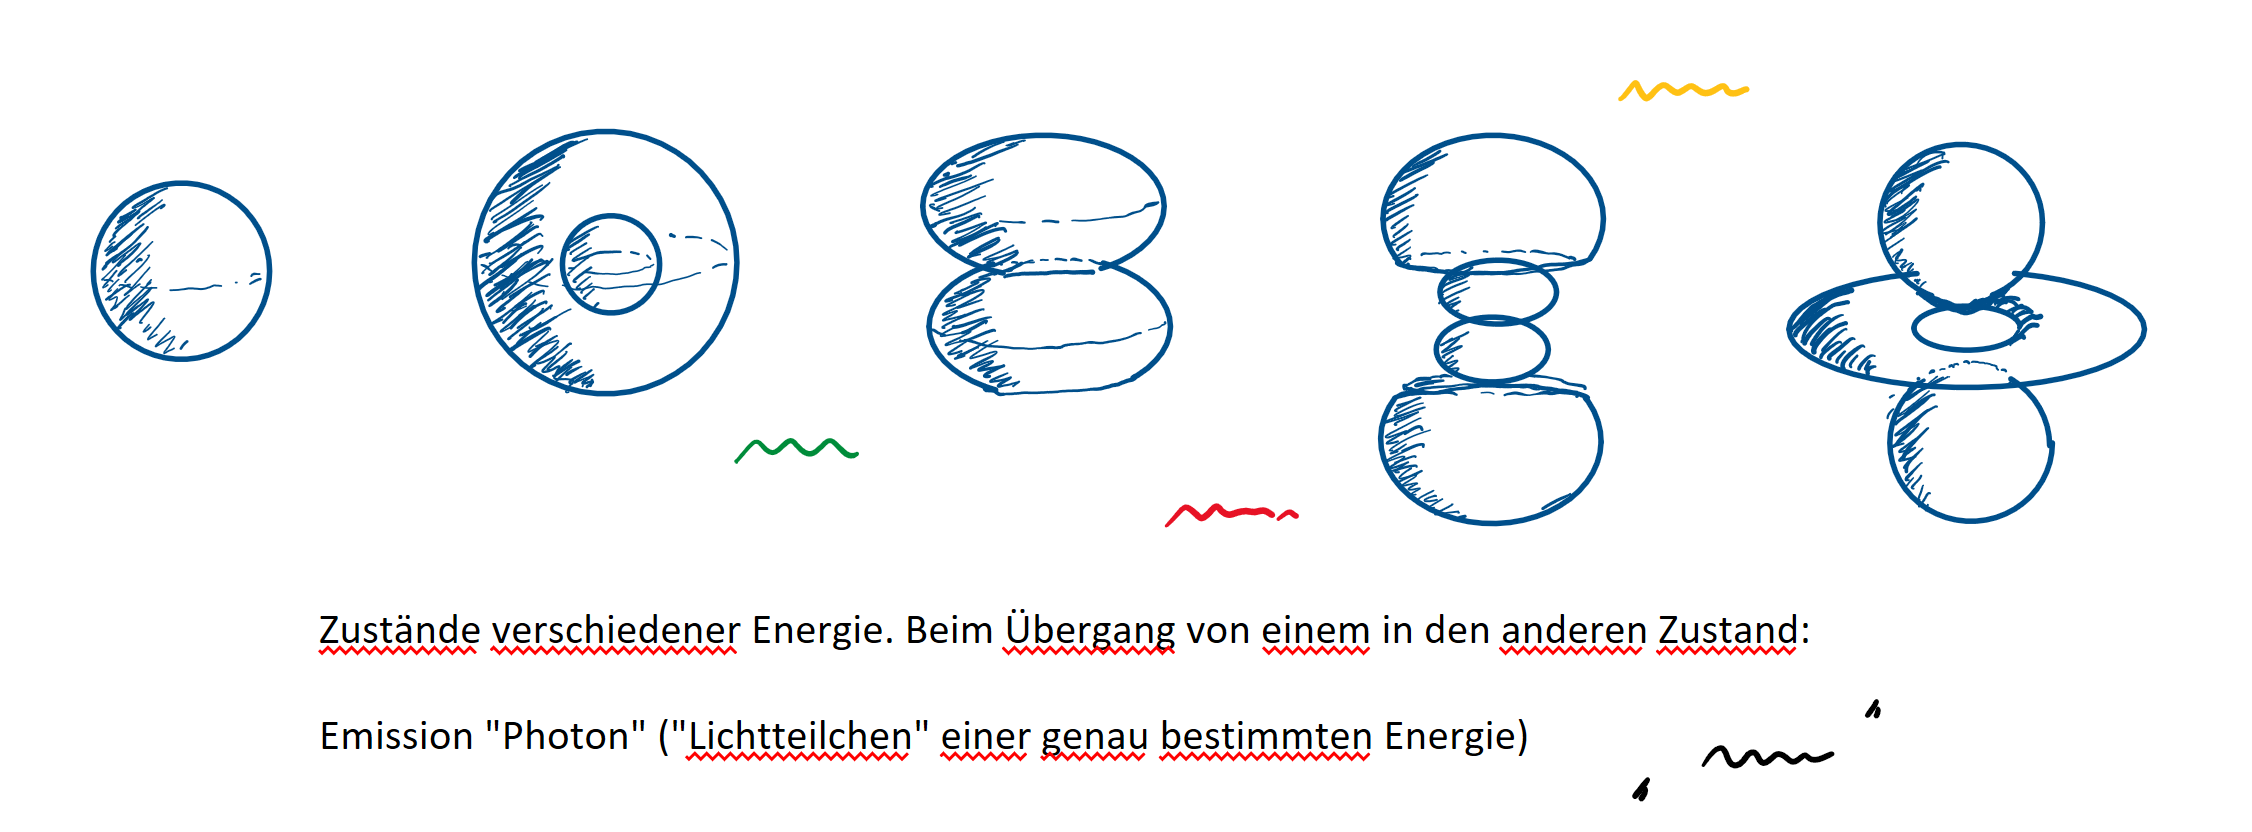 Zustände verschiedener Energie. Beim Übergang von einem in den anderen Zustand:
Emission "Photon" ("Lichtteilchen" einer genau bestimmten Energie)